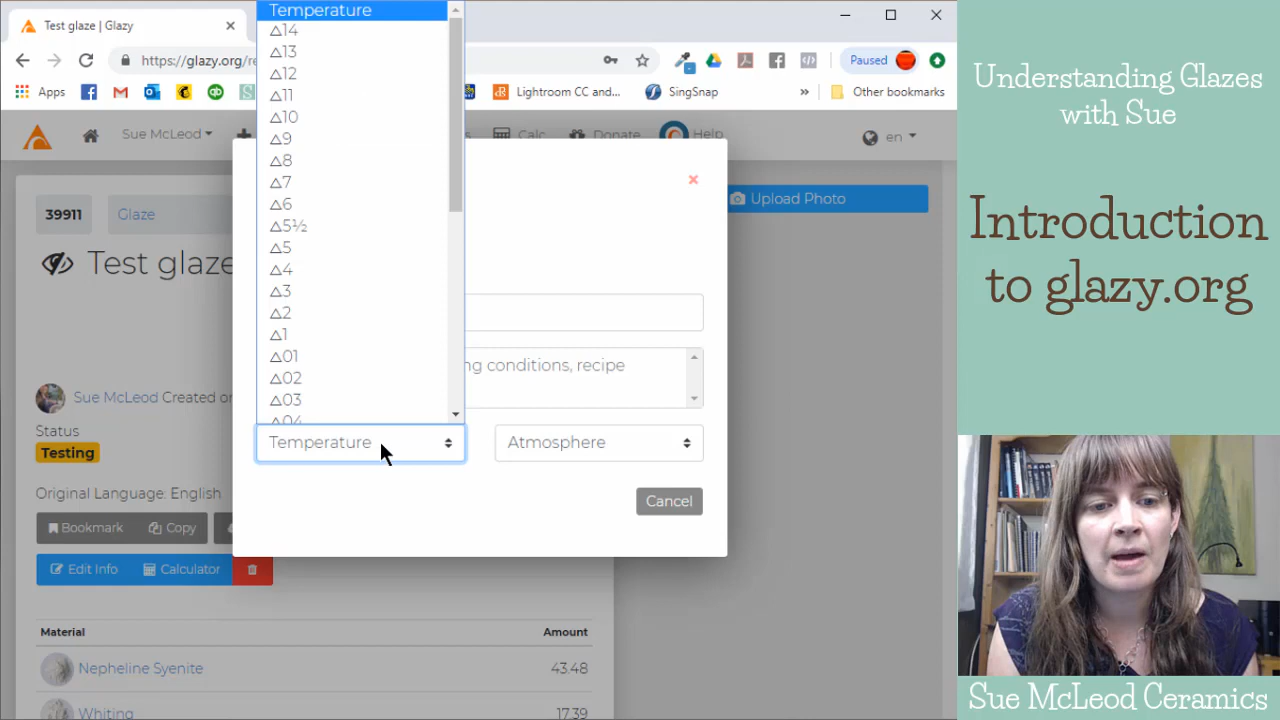 Test glaze | Glazy
https://glazy.org/re
Paused
Apps
Lightroom CC and...
SingSnap
»
Other bookmarks
Sue McLeod
Calc
Donate
Help
en
39911
Glaze
Upload Photo
Test glaze
Temperature
△14
△13
△12
△11
△10
△9
△8
△7
△6
△5½
△5
△4
△3
△2
△1
△01
△02
△03
△04
ng conditions, recipe
Temperature
Atmosphere
Cancel
Sue McLeod Created o
Status
Testing
Original Language: English
Bookmark
Copy
Edit Info
Calculator
Material
Amount
Nepheline Syenite
43.48
Whiting
17.39
Understanding Glazes
with Sue
Introduction
to glazy.org
Sue McLeod Ceramics